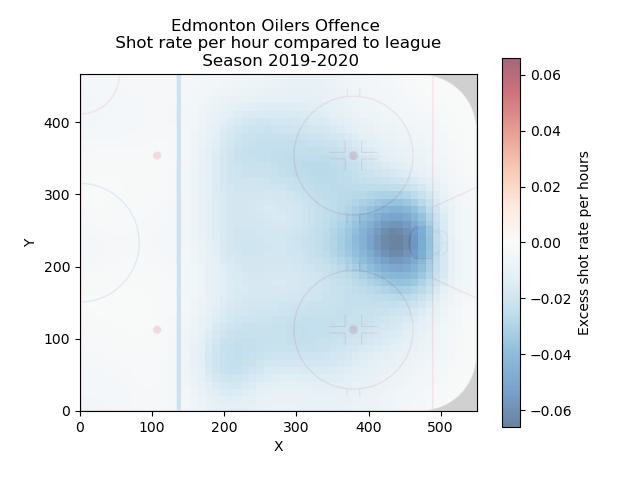 Edmonton Oilers Offence
Shot rate per hour compared to league
Season 2019-2020
Y
400
300
200
100
0
0 100 200 300 400 500
X
0.06
0.04
0.02
0.00
−0.02
−0.04
−0.06
Excess shot rate per hours